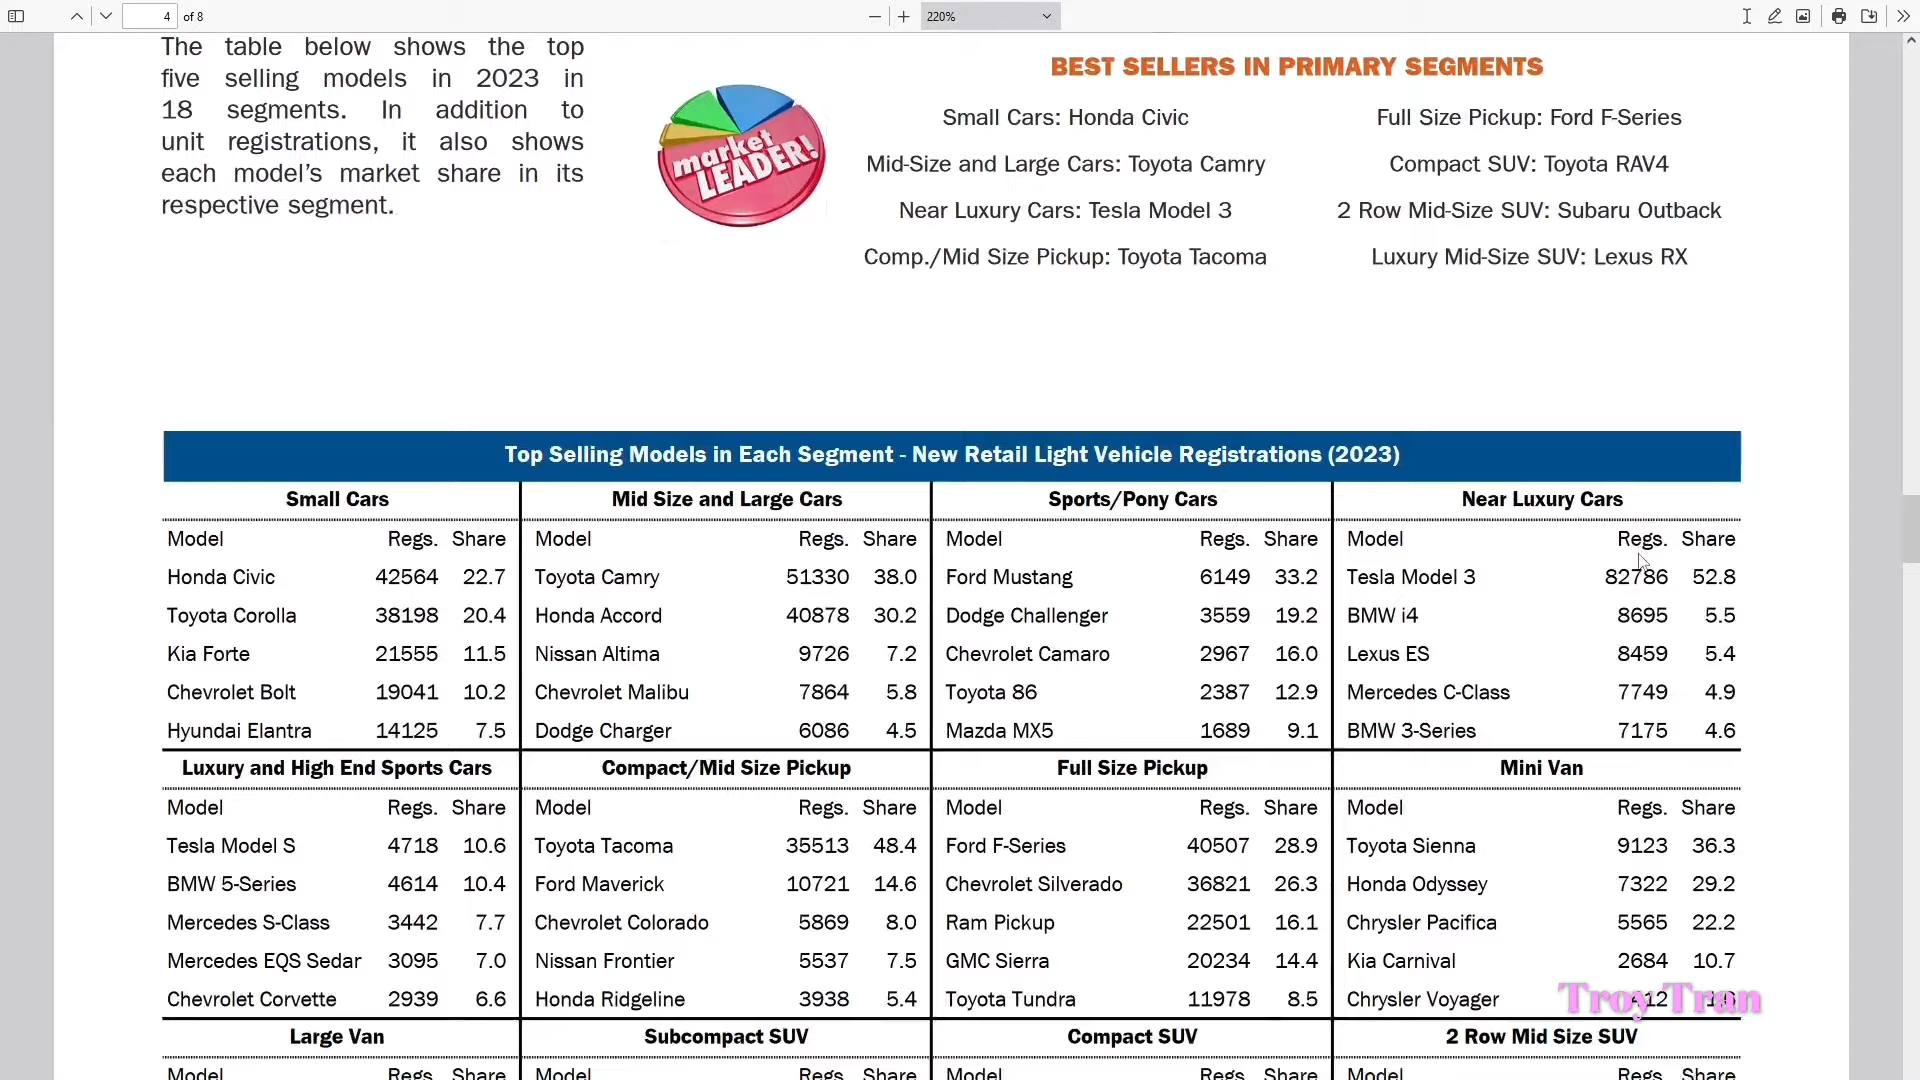 4 of 8
220%
The table below shows the top
five selling models in 2023 in
18 segments. In addition to
unit registrations, it also shows
each model's market share in its
respective segment.
market
LEADER!
BEST SELLERS IN PRIMARY SEGMENTS
Small Cars: Honda Civic Full Size Pickup: Ford F-Series
Mid-Size and Large Cars: Toyota Camry Compact SUV: Toyota RAV4
Near Luxury Cars: Tesla Model 3 2 Row Mid-Size SUV: Subaru Outback
Comp./Mid Size Pickup: Toyota Tacoma Luxury Mid-Size SUV: Lexus RX
Top Selling Models in Each Segment - New Retail Light Vehicle Registrations (2023)
Small Cars Mid Size and Large Cars Sports/Pony Cars Near Luxury Cars
Model Regs. Share Model Regs. Share Model Regs. Share Model Regs. Share
Honda Civic 42564 22.7 Toyota Camry 51330 38.0 Ford Mustang 6149 33.2 Tesla Model 3 82786 52.8
Toyota Corolla 38198 20.4 Honda Accord 40878 30.2 Dodge Challenger 3559 19.2 BMW i4 8695 5.5
Kia Forte 21555 11.5 Nissan Altima 9726 7.2 Chevrolet Camaro 2967 16.0 Lexus ES 8459 5.4
Chevrolet Bolt 19041 10.2 Chevrolet Malibu 7864 5.8 Toyota 86 2387 12.9 Mercedes C-Class 7749 4.9
Hyundai Elantra 14125 7.5 Dodge Charger 6086 4.5 Mazda MX5 1689 9.1 BMW 3-Series 7175 4.6
Luxury and High End Sports Cars Compact/Mid Size Pickup Full Size Pickup Mini Van
Model Regs. Share Model Regs. Share Model Regs. Share Model Regs. Share
Tesla Model S 4718 10.6 Toyota Tacoma 35513 48.4 Ford F-Series 40507 28.9 Toyota Sienna 9123 36.3
BMW 5-Series 4614 10.4 Ford Maverick 10721 14.6 Chevrolet Silverado 36821 26.3 Honda Odyssey 7322 29.2
Mercedes S-Class 3442 7.7 Chevrolet Colorado 5869 8.0 Ram Pickup 22501 16.1 Chrysler Pacifica 5565 22.2
Mercedes EQS Sedar 3095 7.0 Nissan Frontier 5537 7.5 GMC Sierra 20234 14.4 Kia Carnival 2684 10.7
Chevrolet Corvette 2939 6.6 Honda Ridgeline 3938 5.4 Toyota Tundra 11978 8.5 Chrysler Voyager
Troy Tran
Large Van Subcompact SUV Compact SUV 2 Row Mid Size SUV
Model Regs. Share Model Regs. Share Model Regs. Share Model Regs. Share